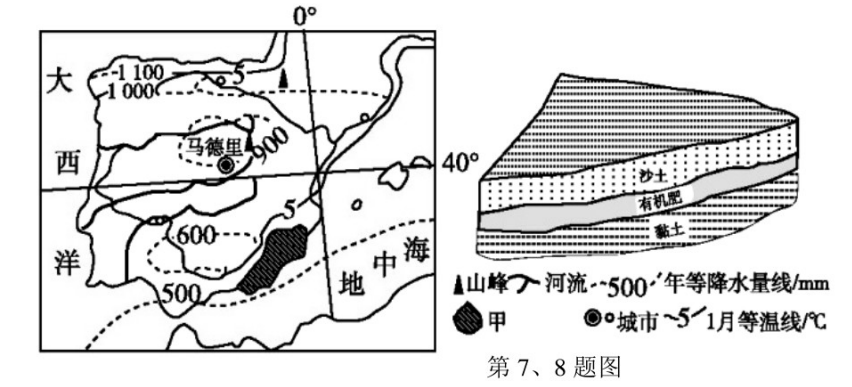 0°
大
1 100
5
1 000
马德里
900
西
40°
5
600
洋
500
地中海
沙土
有机肥
黏土
山峰 河流 500 年等降水量线/mm
甲 城市 5 1月等温线/℃
第 7、8 题图